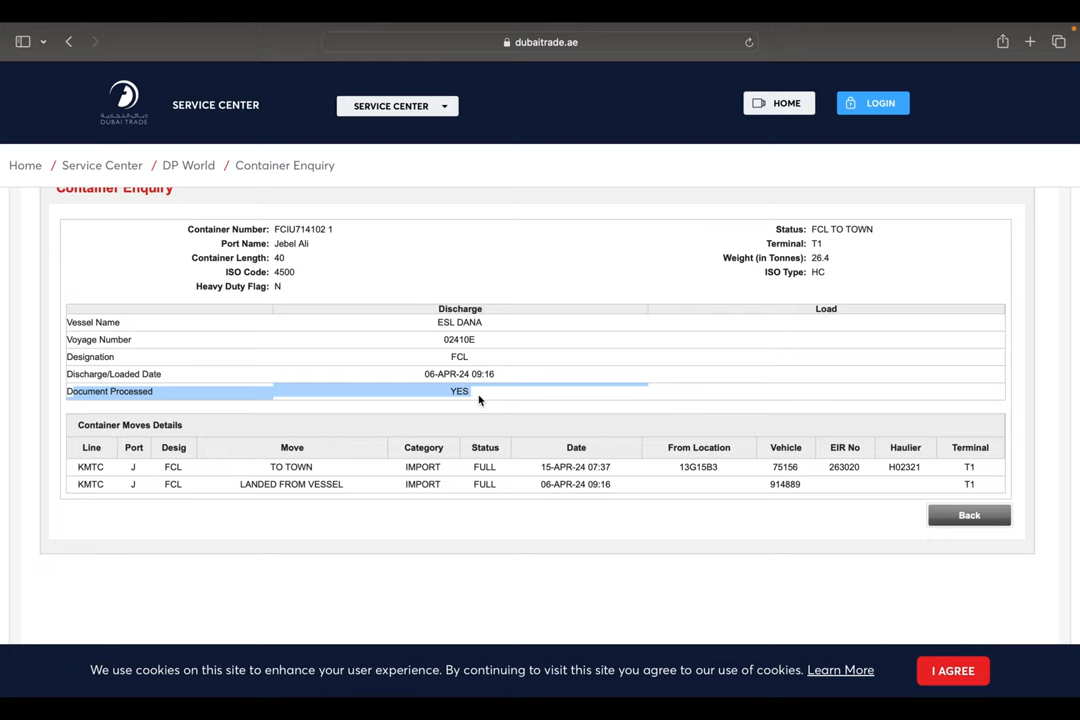 dubaitrade.ae
دبي التجارية
DUBAI TRADE
SERVICE CENTER
SERVICE CENTER
HOME
LOGIN
Home / Service Center / DP World / Container Enquiry
Container Enquiry
Container Number: FCIU714102 1
Status: FCL TO TOWN
Port Name: Jebel Ali
Terminal: T1
Container Length: 40
Weight (in Tonnes): 26.4
ISO Code: 4500
ISO Type: HC
Heavy Duty Flag: N
Discharge Load
Vessel Name ESL DANA
Voyage Number 02410E
Designation FCL
Discharge/Loaded Date 06-APR-24 09:16
Document Processed YES
Container Moves Details
Line Port Desig Move Category Status Date From Location Vehicle EIR No Haulier Terminal
KMTC J FCL TO TOWN IMPORT FULL 15-APR-24 07:37 13G15B3 75156 263020 H02321 T1
KMTC J FCL LANDED FROM VESSEL IMPORT FULL 06-APR-24 09:16 914889 T1
Back
We use cookies on this site to enhance your user experience. By continuing to visit this site you agree to our use of cookies. Learn More
I AGREE